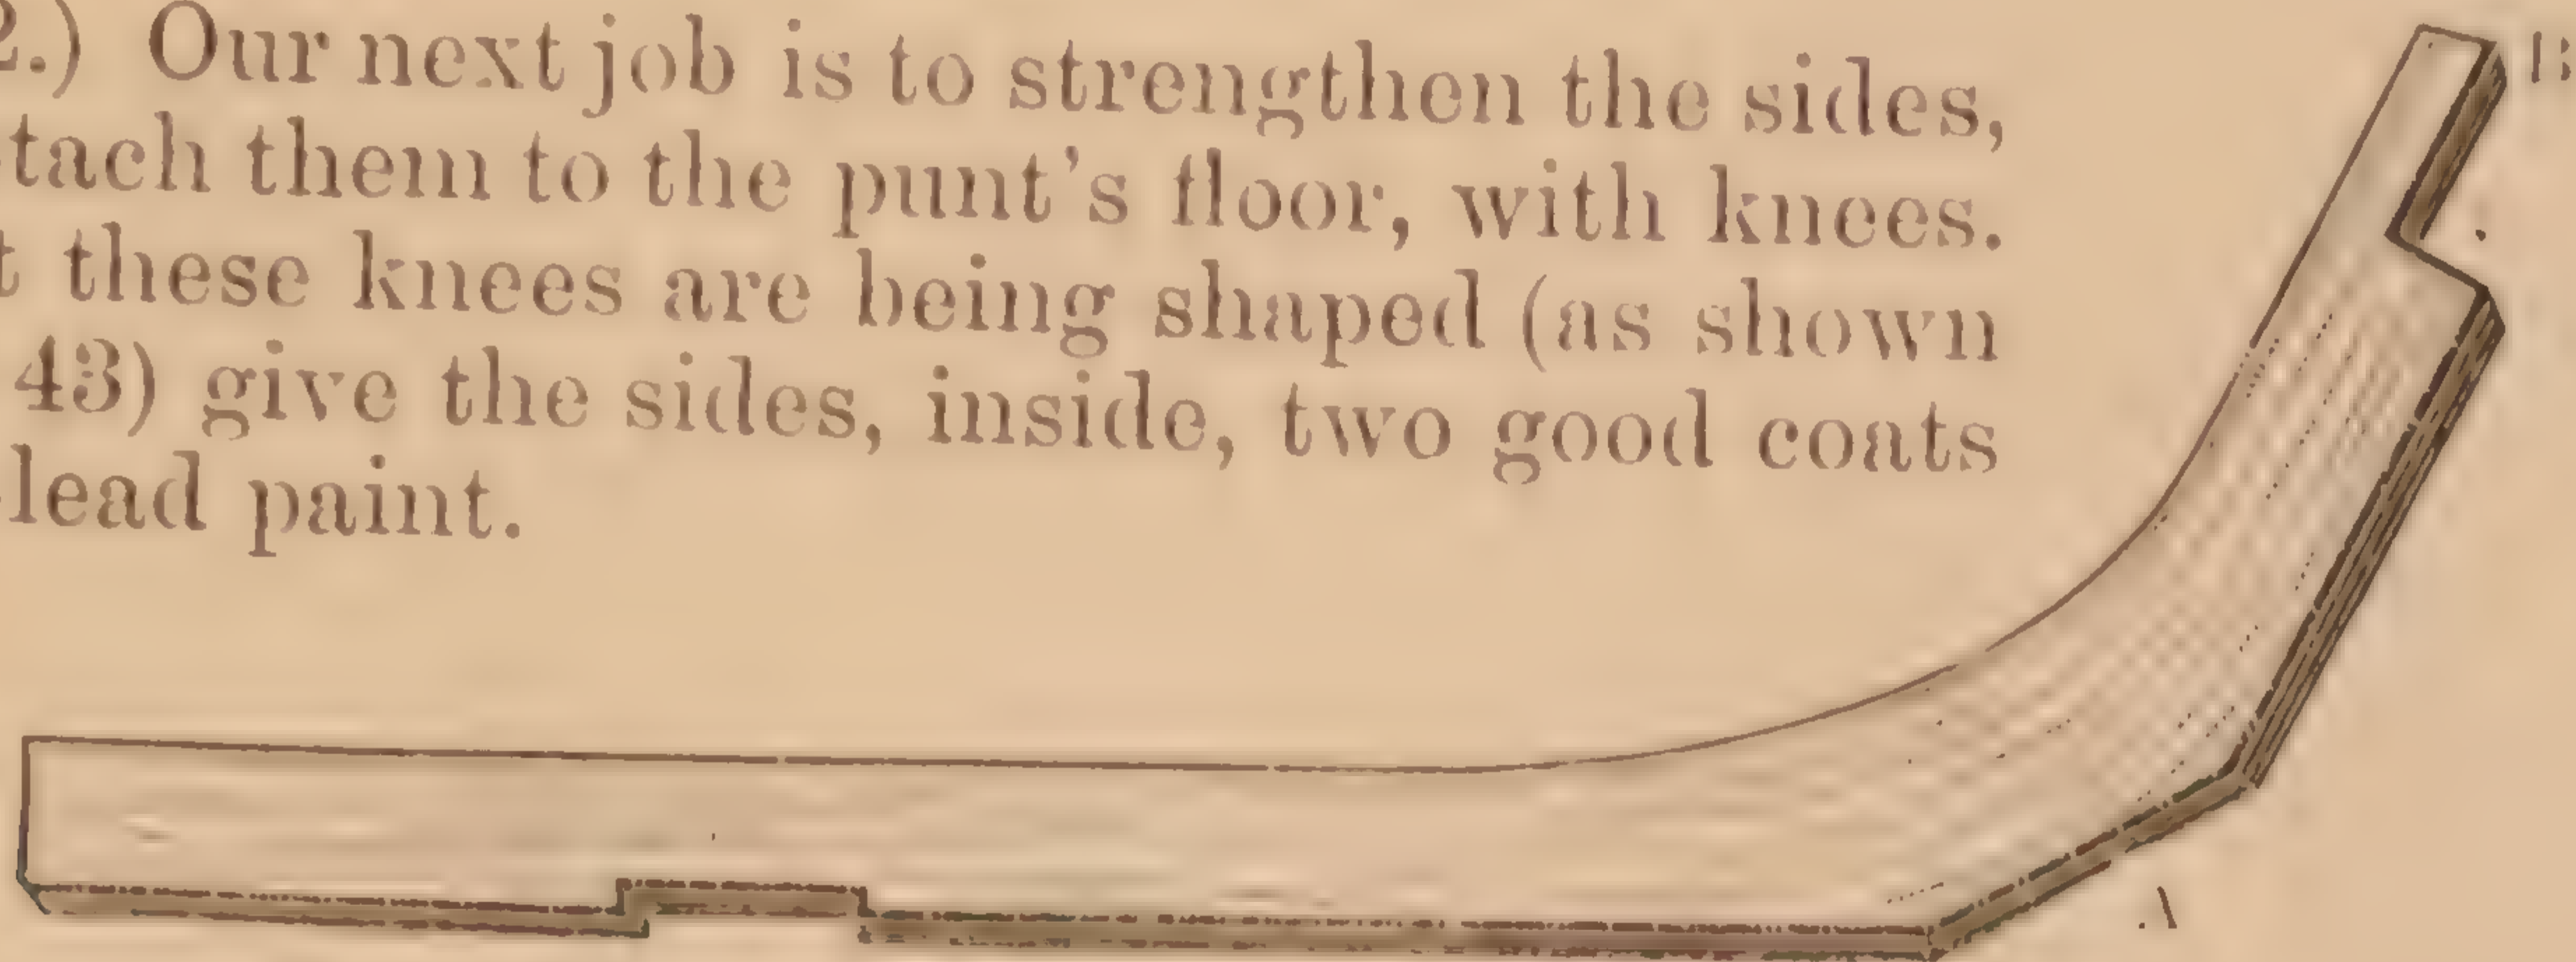 2.) Our next job is to strengthen the sides,
tach them to the punt's floor, with knees.
t these knees are being shaped (as shown
43) give the sides, inside, two good coats
lead paint.
B
A